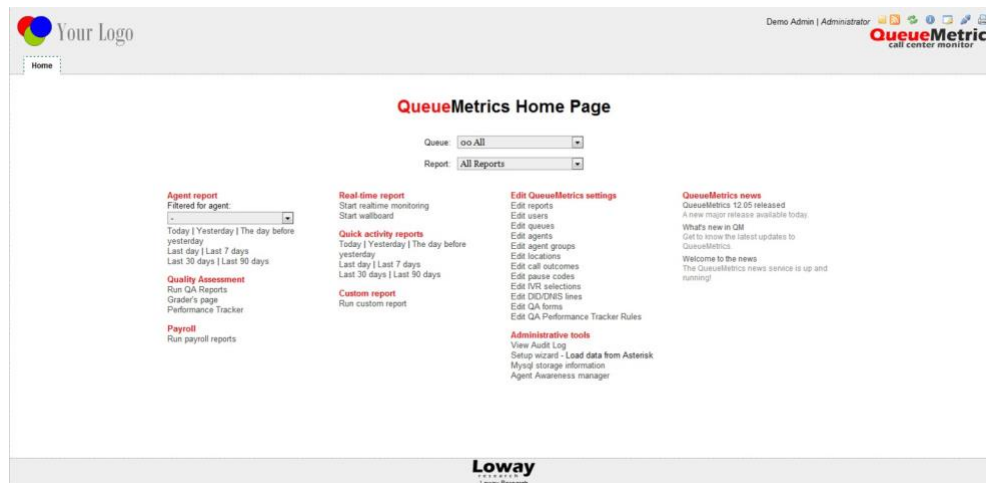 Your Logo
Demo Admin | Administrator
QueueMetric
call center monitor
Home
QueueMetrics Home Page
Queue: 00 All
Report: All Reports
Agent report
Filtered for agent:
-
Today | Yesterday | The day before
yesterday
Last day | Last 7 days
Last 30 days | Last 90 days
Quality Assessment
Run QA Reports
Grader's page
Performance Tracker
Payroll
Run payroll reports
Real-time report
Start realtime monitoring
Start wallboard
Quick activity reports
Today | Yesterday | The day before
yesterday
Last day | Last 7 days
Last 30 days | Last 90 days
Custom report
Run custom report
Edit QueueMetrics settings
Edit reports
Edit users
Edit queues
Edit agents
Edit agent groups
Edit locations
Edit call outcomes
Edit pause codes
Edit IVR selections
Edit DID/DNIS lines
Edit QA forms
Edit QA Performance Tracker Rules
Administrative tools
View Audit Log
Setup wizard - Load data from Asterisk
Mysql storage information
Agent Awareness manager
QueueMetrics news
QueueMetrics 12.05 released
A new major release available today.
What's new in QM
Get to know the latest updates to
QueueMetrics
Welcome to the news
The QueueMetrics news service is up and
running!
Loway
research